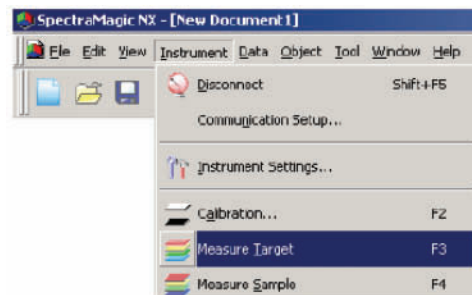 SpectraMagic NX - [New Document1]
File Edit View Instrument Data Object Tool Window Help
Disconnect Shift+F5
Communication Setup...
Instrument Settings...
Calibration... F2
Measure Target F3
Measure Sample F4